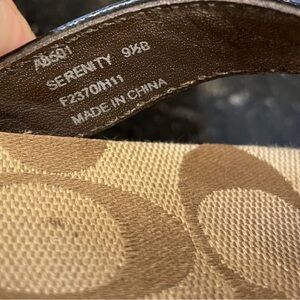 A8501
SERENITY 9½B
F2370/H11
MADE IN CHINA